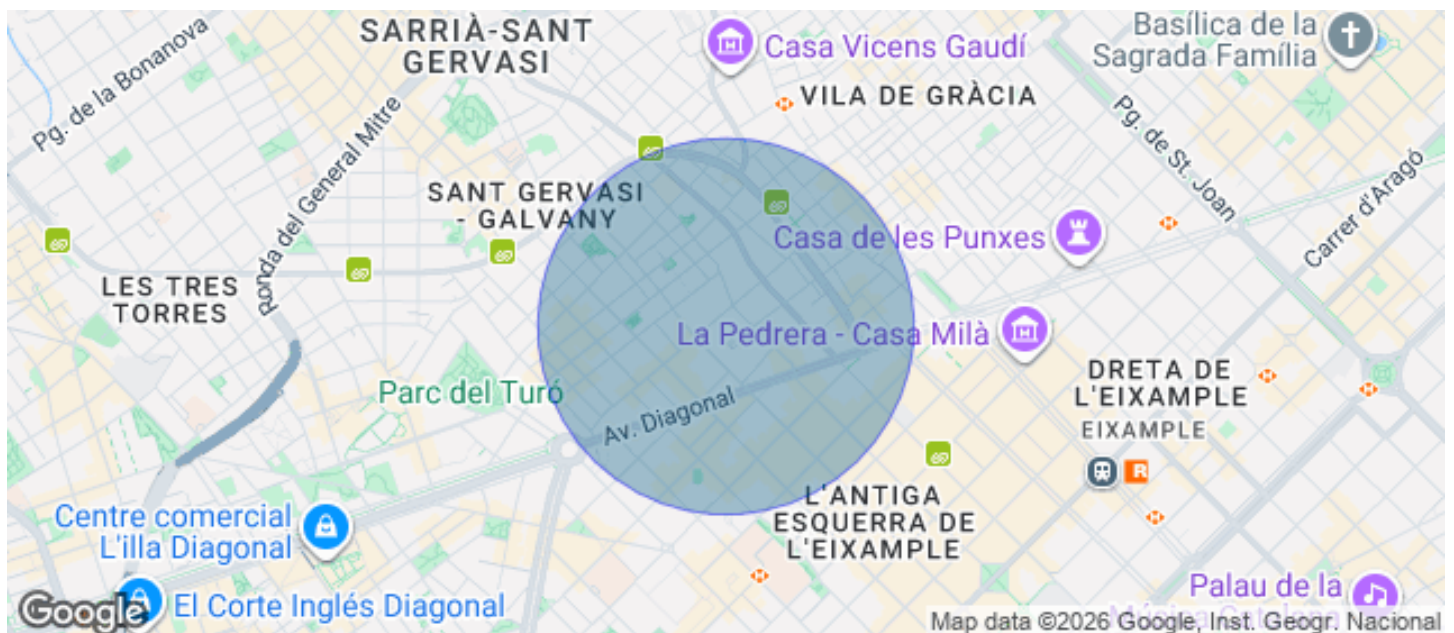 SARRIÀ-SANT
GERVASI
Casa Vicens Gaudí
Basílica de la
Sagrada Família
Pg. de la Bonanova
VILA DE GRÀCIA
Ronda del General Mitre
Pg. de St. Joan
Carrer d'Aragó
SANT GERVASI
- GALVANY
Casa de les Punxes
LES TRES
TORRES
La Pedrera - Casa Milà
Parc del Turó
Av. Diagonal
DRETA DE
L'EIXAMPLE
EIXAMPLE
R
L'ANTIGA
ESQUERRA DE
L'EIXAMPLE
Centre comercial
L'illa Diagonal
El Corte Inglés Diagonal
Palau de la
Música Catalana
Google
Map data ©2026 Google, Inst. Geogr. Nacional